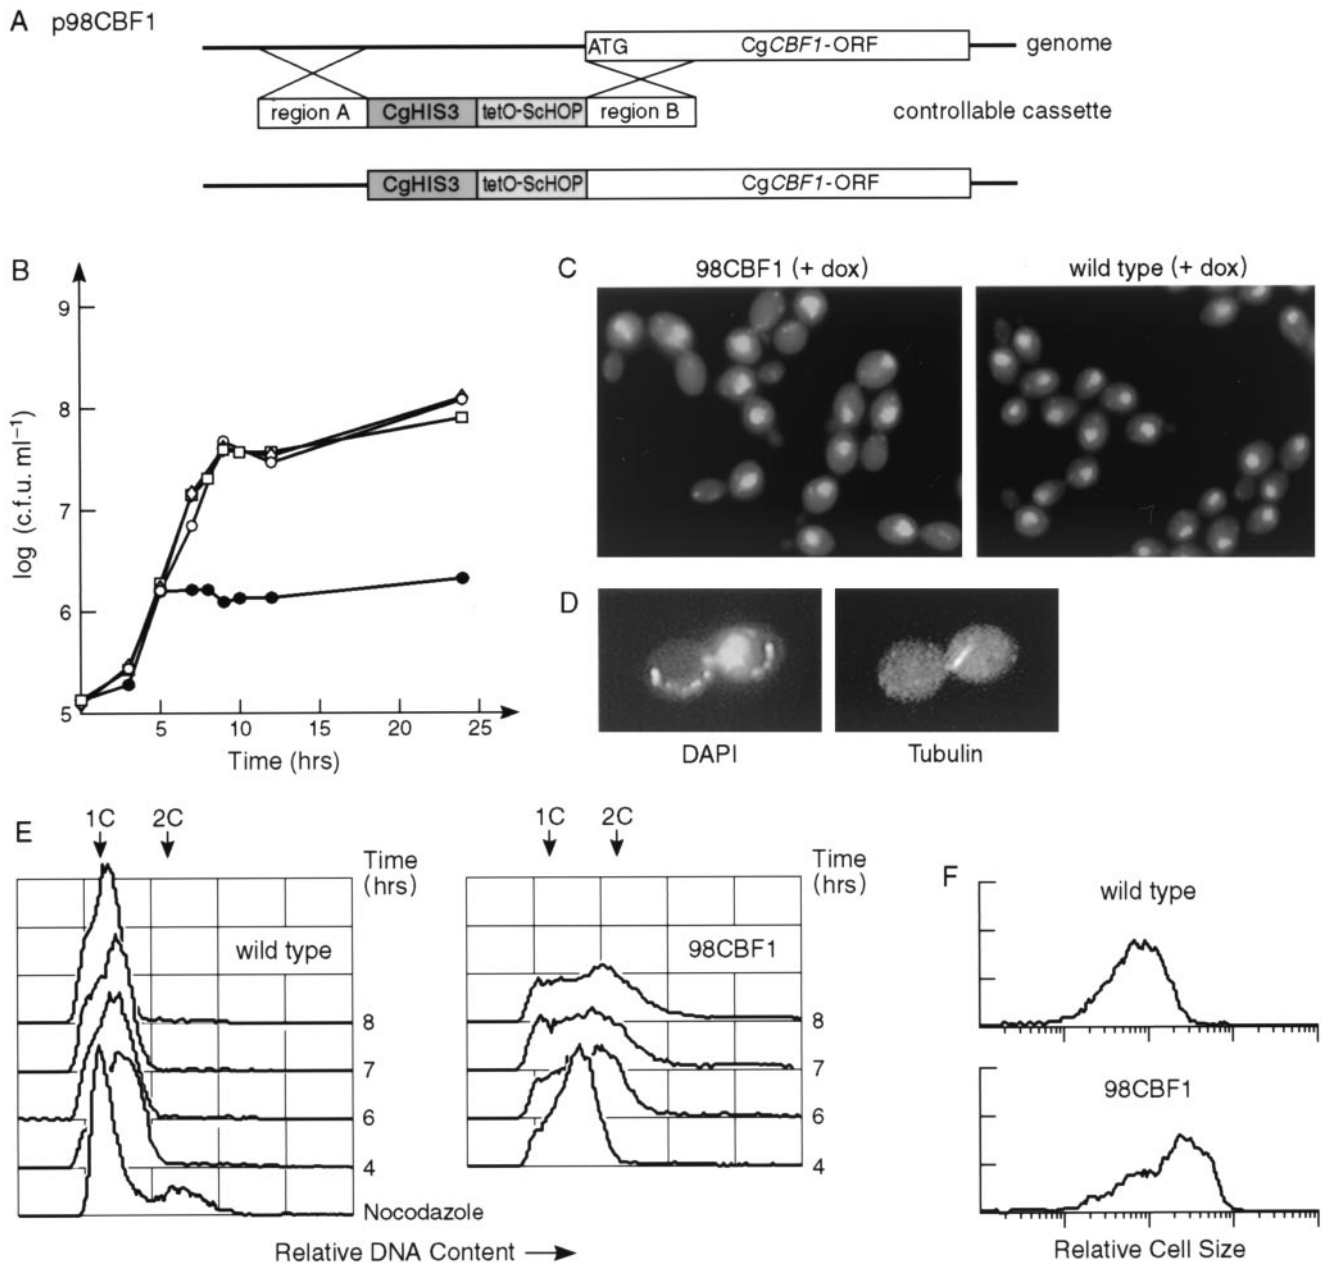 A p98CBF1
ATG CgCBF1-ORF genome
region A CgHIS3 tetO-ScHOP region B controllable cassette
CgHIS3 tetO-ScHOP CgCBF1-ORF
B
log (c.f.u. ml⁻¹)
9
8
7
6
5
5 10 15 20 25
Time (hrs)
C 98CBF1 (+ dox) wild type (+ dox)
D
DAPI Tubulin
E
1C 2C
Time
(hrs)
wild type
8
7
6
4
Nocodazole
1C 2C
Time
(hrs)
98CBF1
8
7
6
4
Relative DNA Content
F
wild type
98CBF1
Relative Cell Size